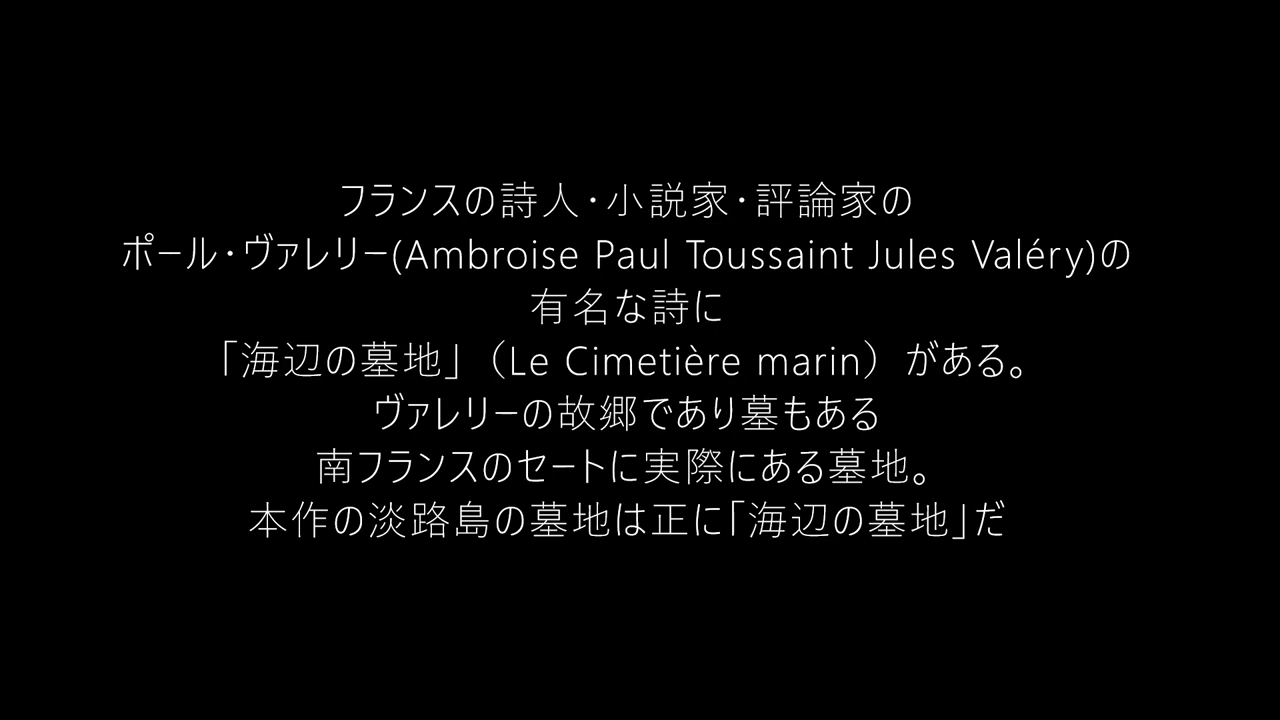 フランスの詩人・小説家・評論家の
ポール・ヴァレリー(Ambroise Paul Toussaint Jules Valéry)の
有名な詩に
「海辺の墓地」（Le Cimetière marin）がある。
ヴァレリーの故郷であり墓もある
南フランスのセートに実際にある墓地。
本作の淡路島の墓地は正に「海辺の墓地」だ